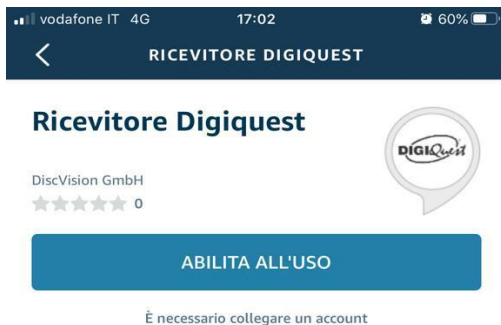 vodafone IT 4G 17:02 60%
RICEVITORE DIGIQUEST
Ricevitore Digiquest
DIGIQuest
DiscVision GmbH
0
ABILITA ALL'USO
È necessario collegare un account